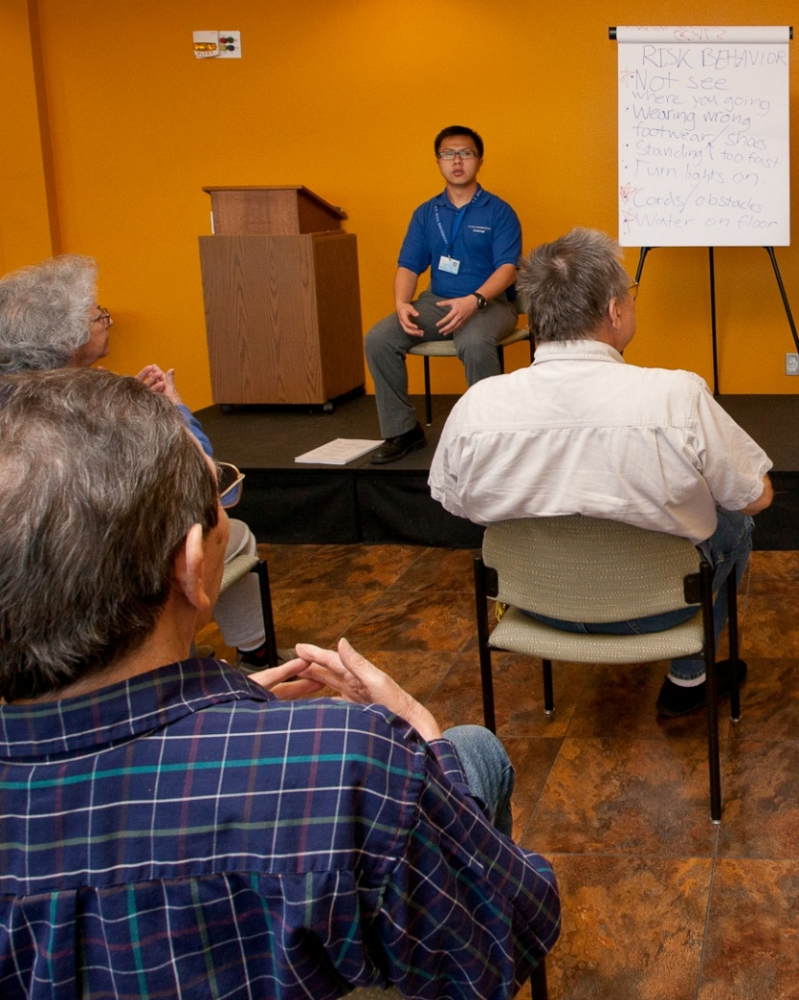 RISK BEHAVIOR
• Not see
where you going
• Wearing wrong
footwear/shoes
• Standing too fast
• Turn lights on
• Cords/obstacles
• Water on floor